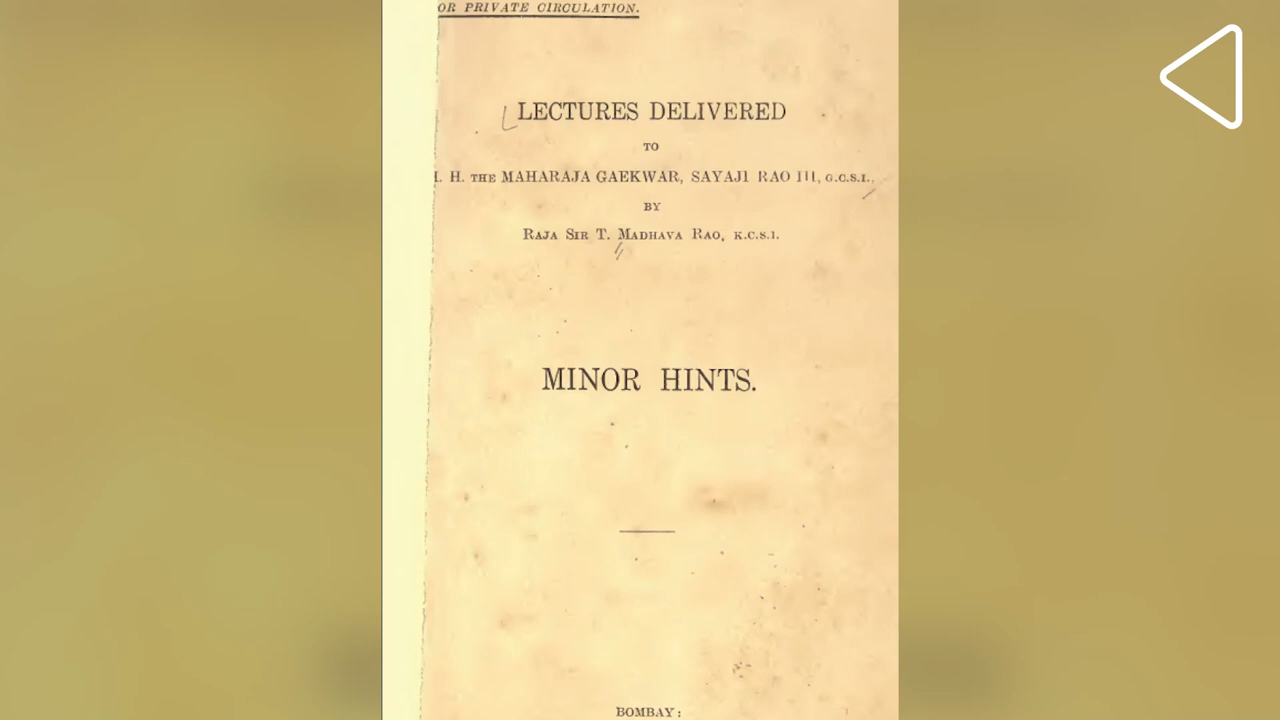 OR PRIVATE CIRCULATION.
LECTURES DELIVERED
TO
. H. THE MAHARAJA GAEKWAR, SAYAJI RAO III, G.C.S.I.,
BY
RAJA SIR T. MADHAVA RAO, K.C.S.I.
MINOR HINTS.
BOMBAY: